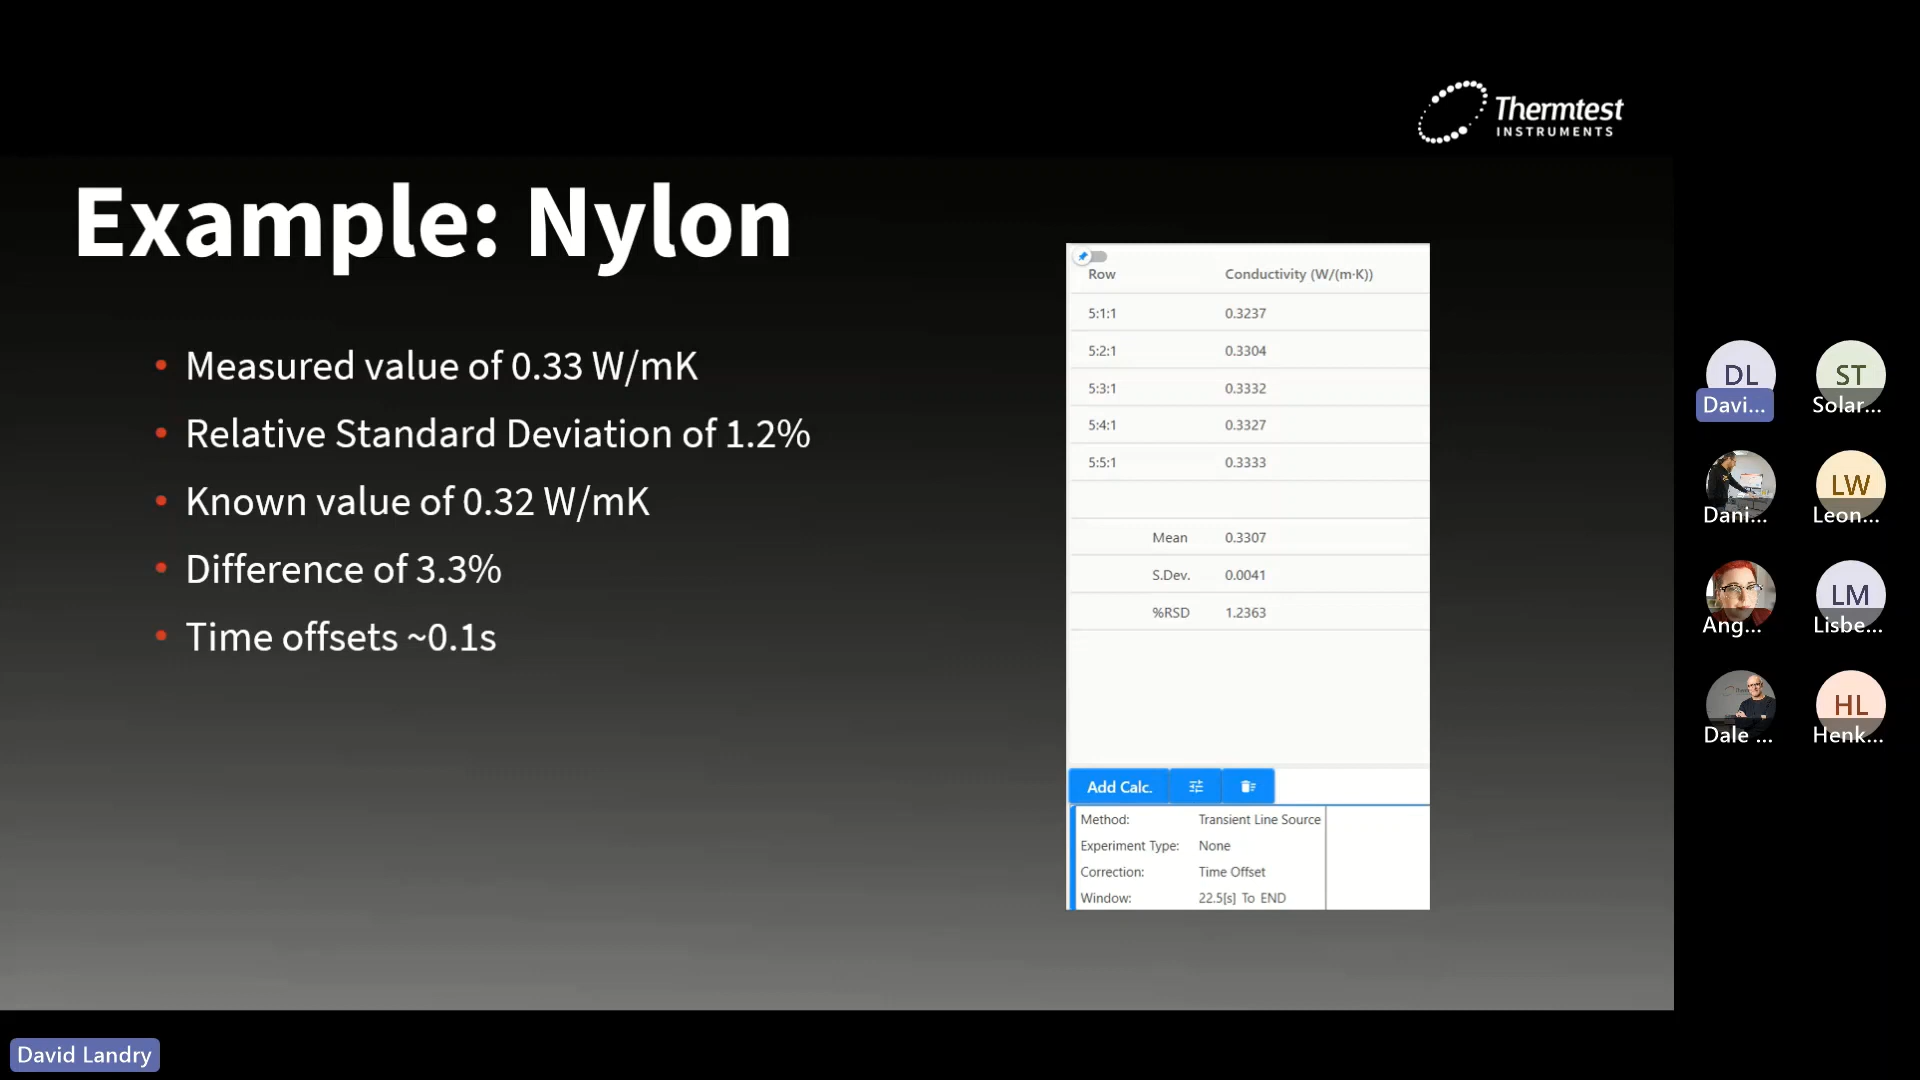 Thermtest
INSTRUMENTS
Example: Nylon
• Measured value of 0.33 W/mK
• Relative Standard Deviation of 1.2%
• Known value of 0.32 W/mK
• Difference of 3.3%
• Time offsets ~0.1s
Row Conductivity (W/(m·K))
5:1:1 0.3237
5:2:1 0.3304
5:3:1 0.3332
5:4:1 0.3327
5:5:1 0.3333
Mean 0.3307
S.Dev. 0.0041
%RSD 1.2363
Add Calc.
Method: Transient Line Source
Experiment Type: None
Correction: Time Offset
Window: 22.5[s] To END
DL ST
Davi... Solar...
LW
Dani... Leon...
LM
Ang... Lisbe...
HL
Dale ... Henk...
David Landry